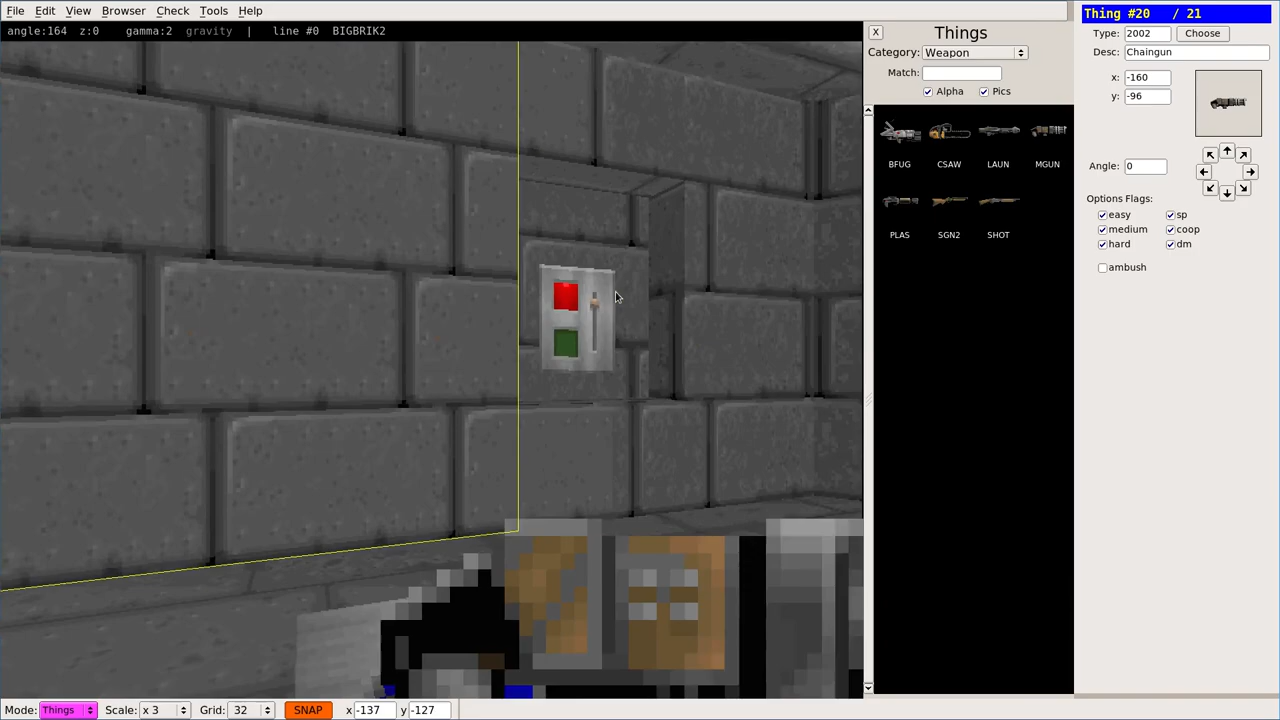 File Edit View Browser Check Tools Help
angle:164 z:0 gamma:2 gravity | line #0 BIGBRIK2
X Things
Category: Weapon
Match:
Alpha Pics
BFUG CSAW LAUN MGUN
PLAS SGN2 SHOT
Thing #20 / 21
Type: 2002 Choose
Desc: Chaingun
x: -160
y: -96
Angle: 0
Options Flags:
easy sp
medium coop
hard dm
ambush
Mode: Things Scale: x 3 Grid: 32 SNAP x -137 y -127